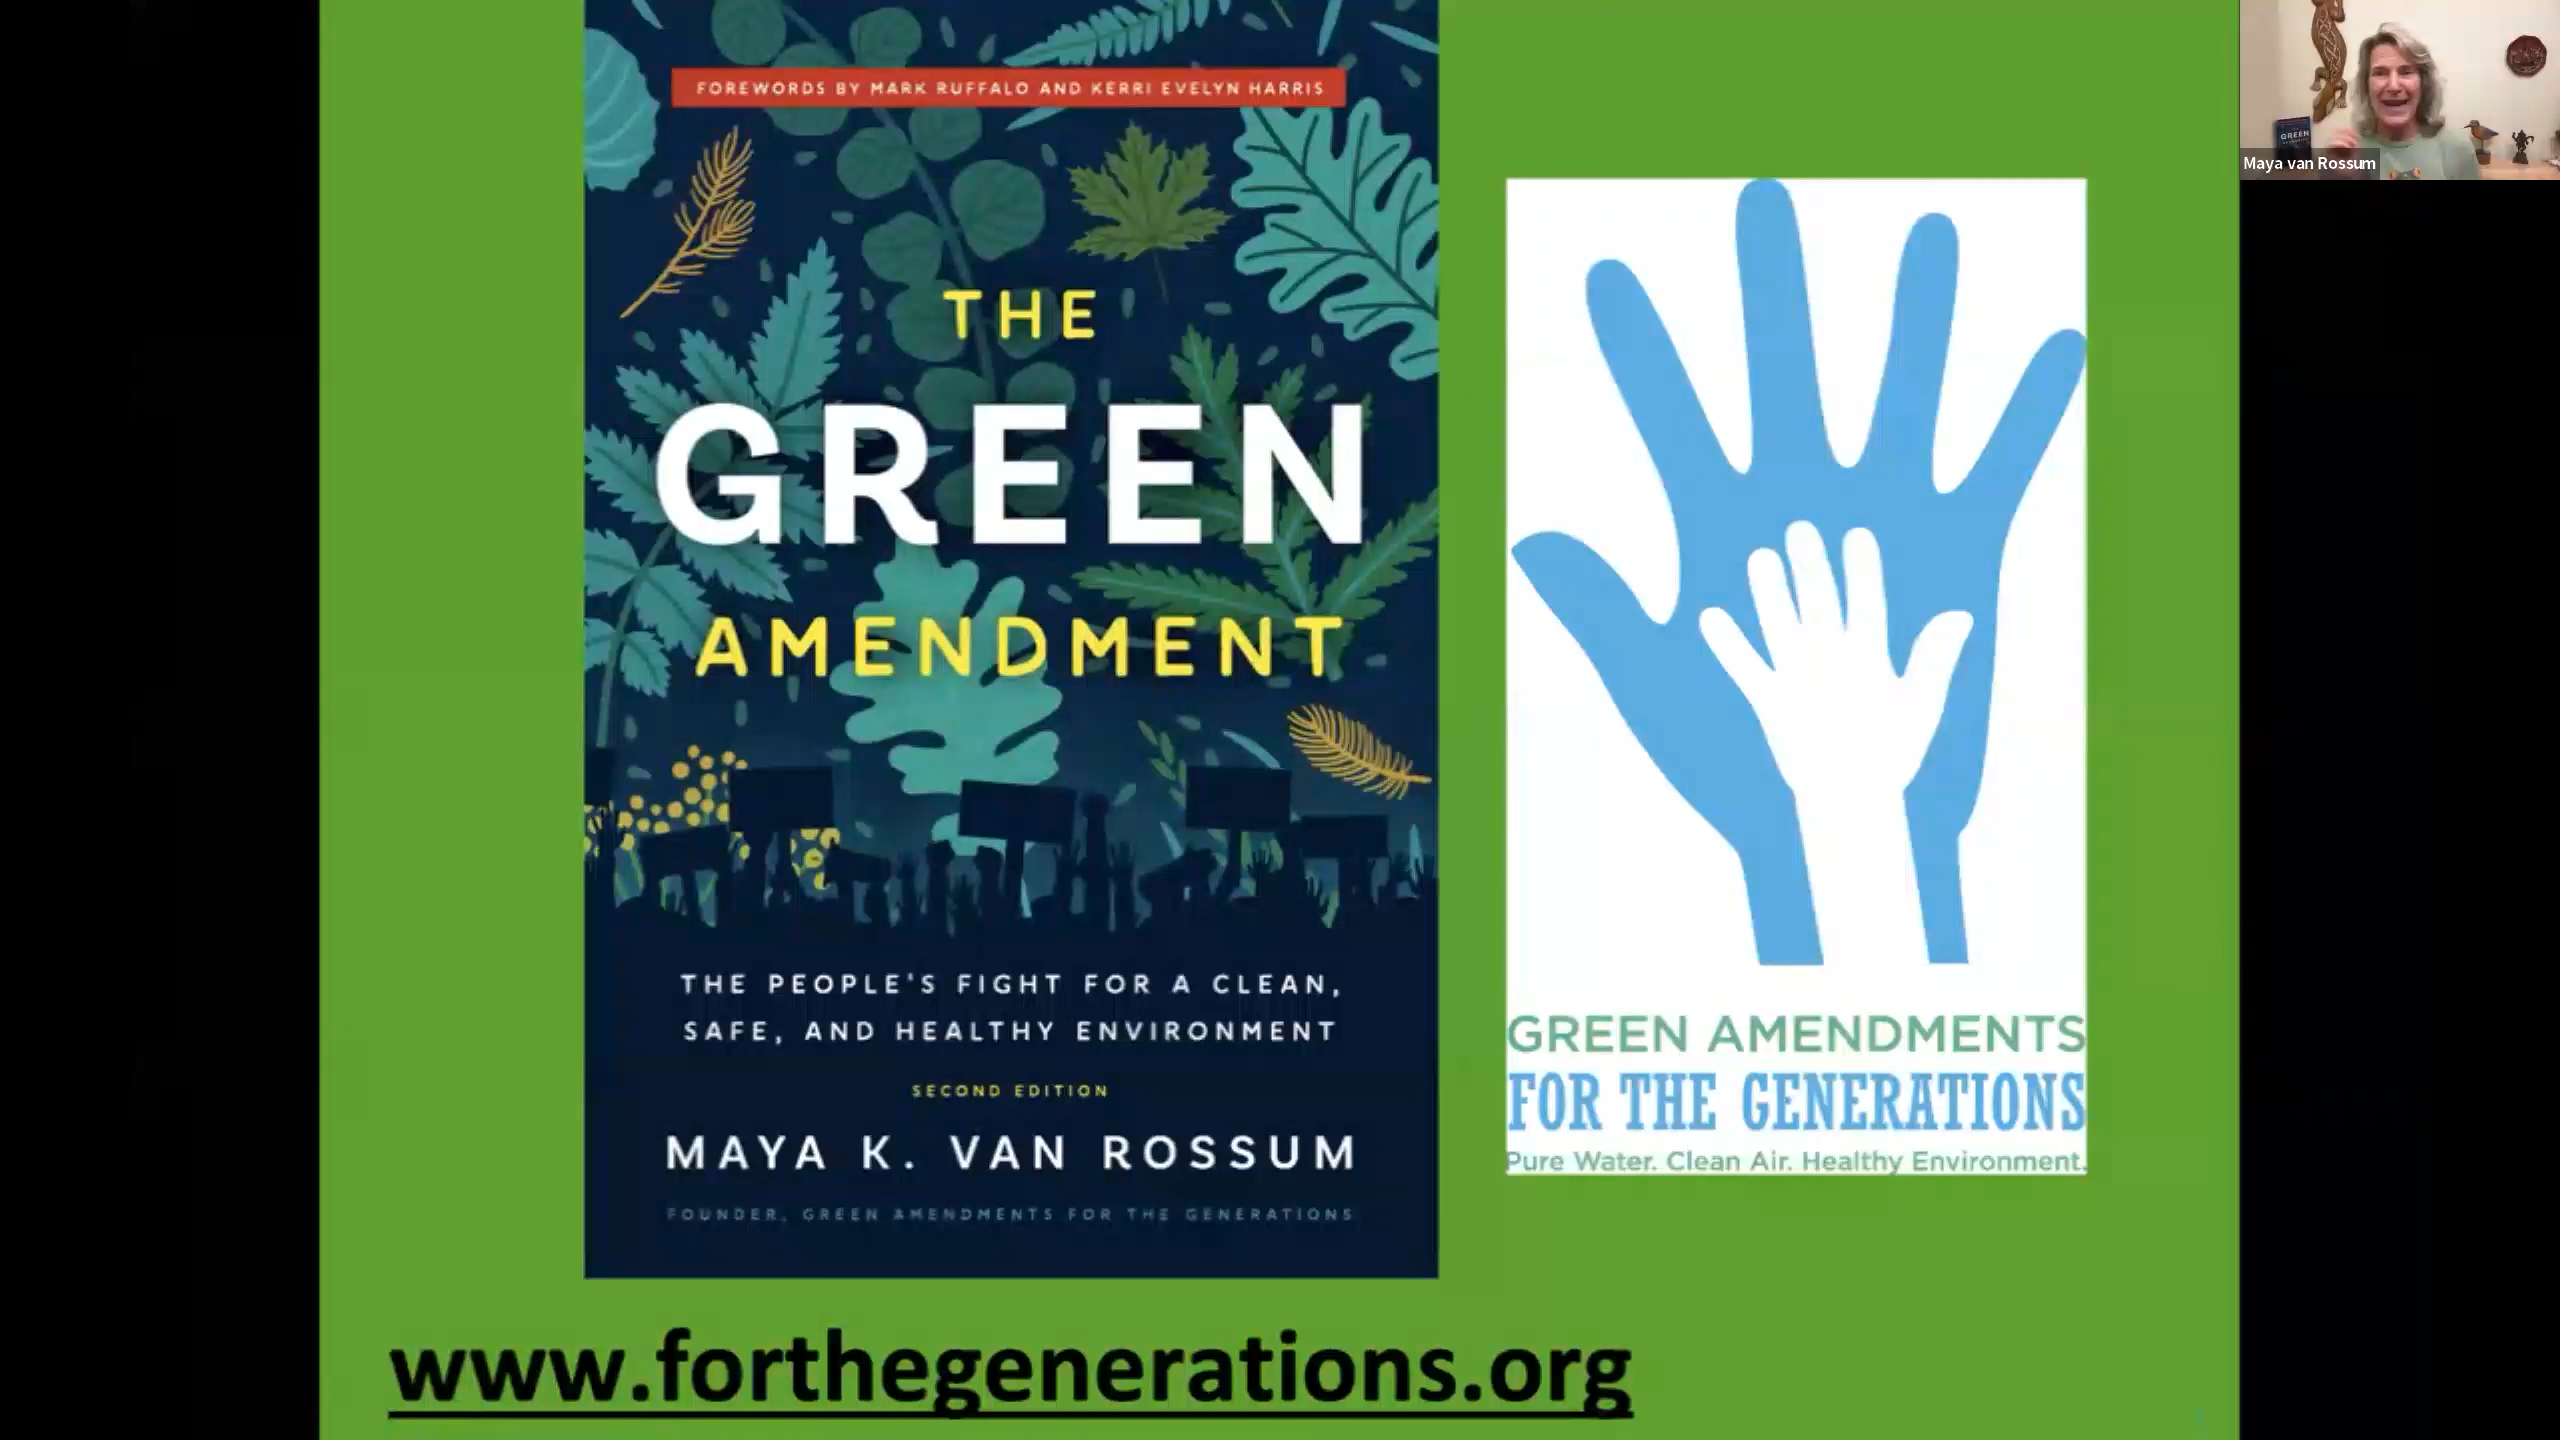 FOREWORDS BY MARK RUFFALO AND KERRI EVELYN HARRIS
THE
GREEN
AMENDMENT
THE PEOPLE'S FIGHT FOR A CLEAN,
SAFE, AND HEALTHY ENVIRONMENT
SECOND EDITION
MAYA K. VAN ROSSUM
FOUNDER, GREEN AMENDMENTS FOR THE GENERATIONS
GREEN AMENDMENTS
FOR THE GENERATIONS
Pure Water. Clean Air. Healthy Environment.
www.forthegenerations.org
GREEN
Maya van Rossum